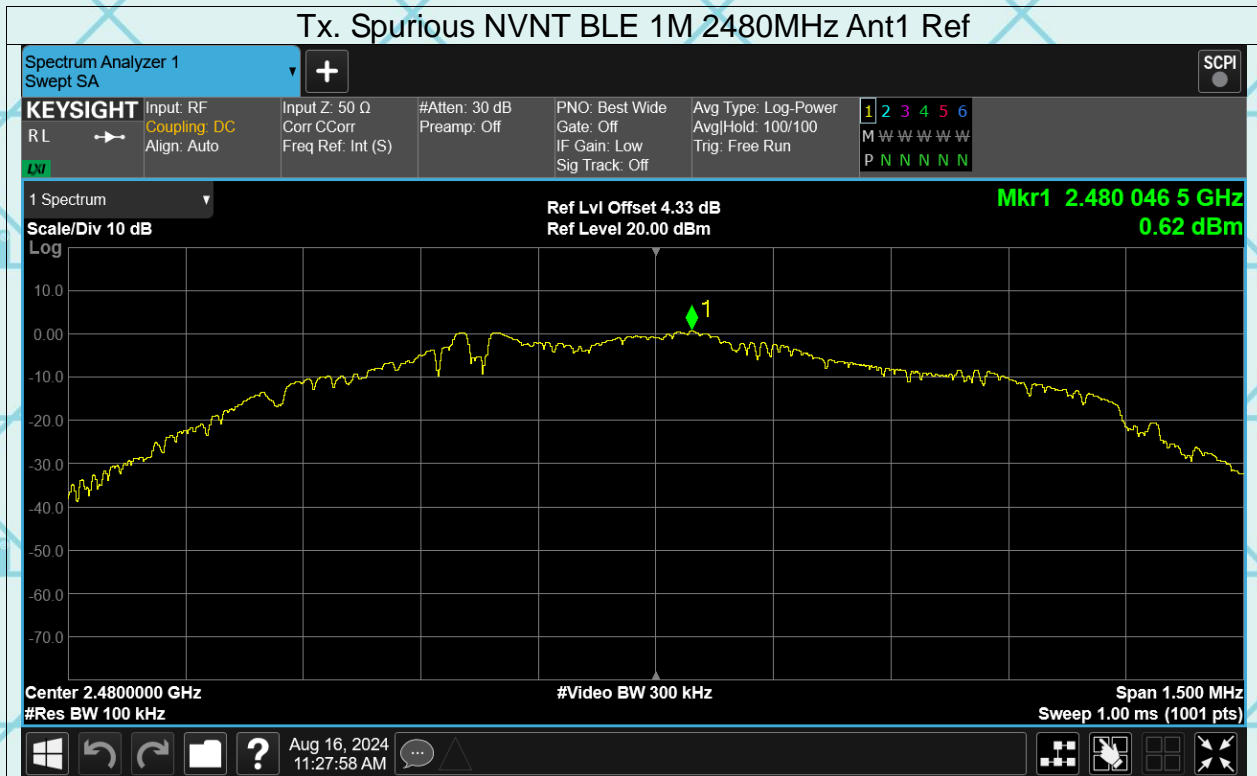 Tx. Spurious NVNT BLE 1M 2480MHz Ant1 Ref
Spectrum Analyzer 1
Swept SA
SCPI
KEYSIGHT
RL
LXI
Input: RF
Coupling: DC
Align: Auto
Input Z: 50 Ω
Corr CCorr
Freq Ref: Int (S)
#Atten: 30 dB
Preamp: Off
PNO: Best Wide
Gate: Off
IF Gain: Low
Sig Track: Off
Avg Type: Log-Power
Avg|Hold: 100/100
Trig: Free Run
1 2 3 4 5 6
M W W W W W
P N N N N N
1 Spectrum
Scale/Div 10 dB
Ref Lvl Offset 4.33 dB
Ref Level 20.00 dBm
Mkr1 2.480 046 5 GHz
0.62 dBm
Log
10.0
0.00
-10.0
-20.0
-30.0
-40.0
-50.0
-60.0
-70.0
1
Center 2.4800000 GHz
#Video BW 300 kHz
Span 1.500 MHz
#Res BW 100 kHz
Sweep 1.00 ms (1001 pts)
?
Aug 16, 2024
11:27:58 AM